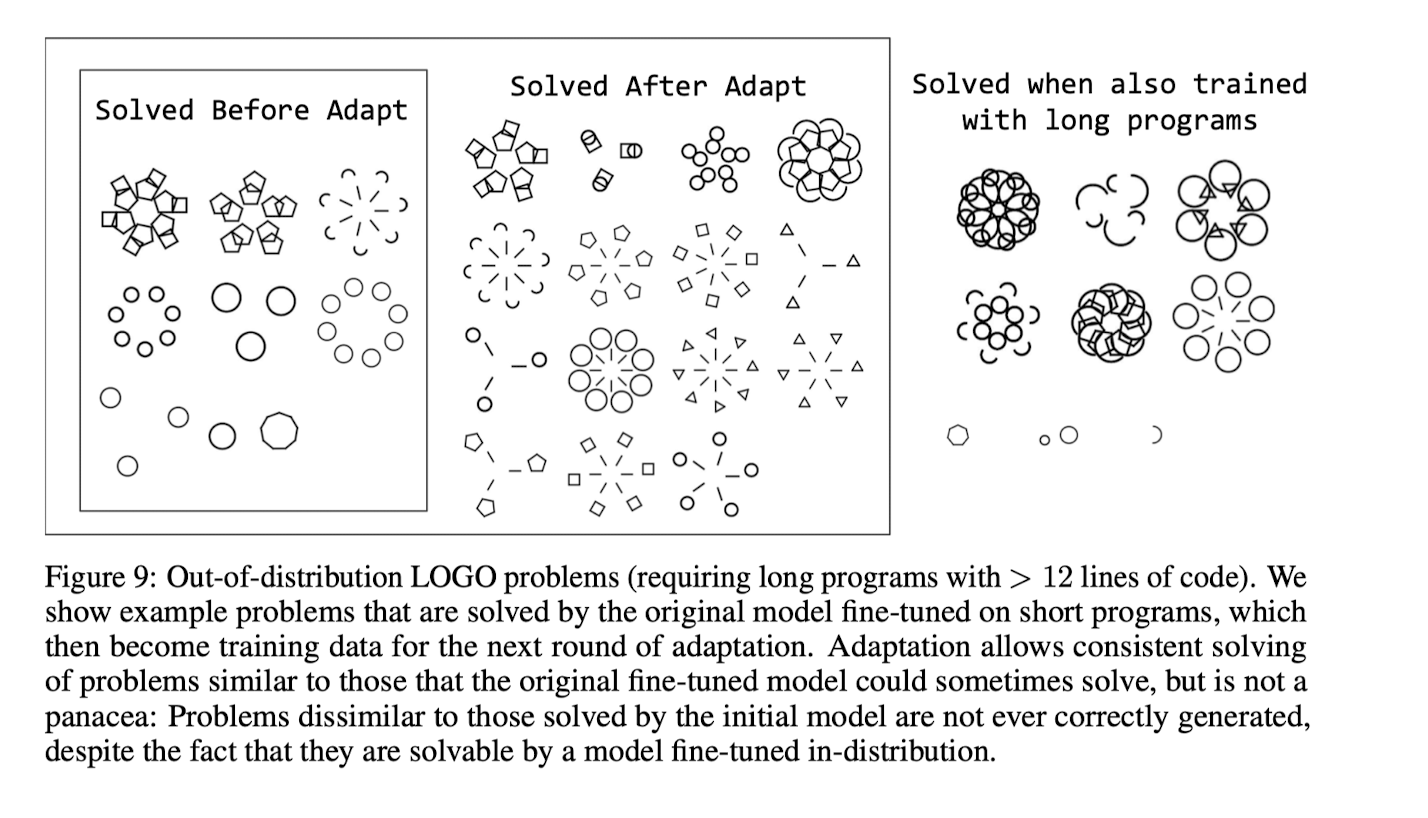 Solved Before Adapt
Solved After Adapt
Solved when also trained
with long programs
Figure 9: Out-of-distribution LOGO problems (requiring long programs with > 12 lines of code). We
show example problems that are solved by the original model fine-tuned on short programs, which
then become training data for the next round of adaptation. Adaptation allows consistent solving
of problems similar to those that the original fine-tuned model could sometimes solve, but is not a
panacea: Problems dissimilar to those solved by the initial model are not ever correctly generated,
despite the fact that they are solvable by a model fine-tuned in-distribution.